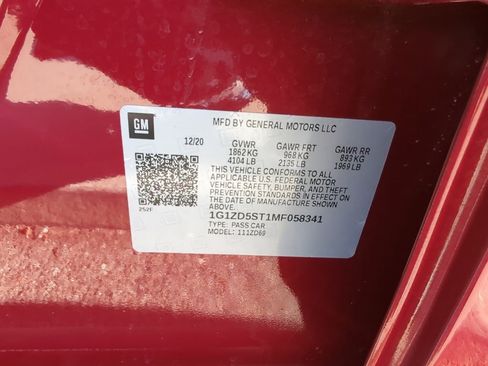 GM
MFD BY GENERAL MOTORS LLC
12/20 GVWR GAWR FRT GAWR RR
1862 KG 968 KG 893 KG
4104 LB 2135 LB 1969 LB
THIS VEHICLE CONFORMS TO ALL
APPLICABLE U.S. FEDERAL MOTOR
VEHICLE SAFETY, BUMPER, AND THEFT
PREVENTION STANDARDS IN EFFECT ON
THE DATE OF MANUFACTURE SHOWN
ABOVE.
1G1ZD5ST1MF058341
252F
TYPE: PASS CAR
MODEL: 111ZD69